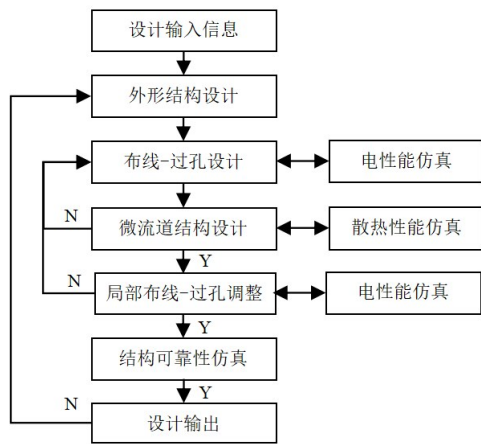 设计输入信息
外形结构设计
布线-过孔设计
电性能仿真
N
微流道结构设计
散热性能仿真
Y
N
局部布线-过孔调整
电性能仿真
Y
结构可靠性仿真
Y
N
设计输出